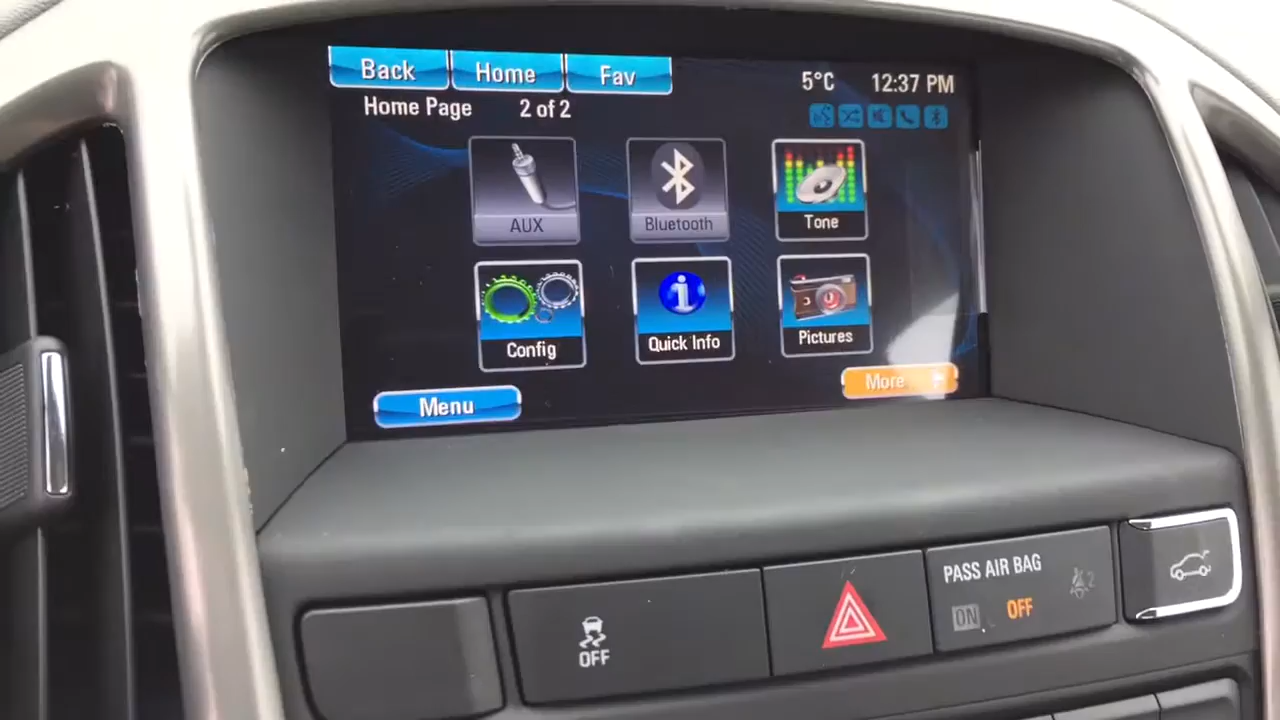 Back Home Fav
5°C 12:37 PM
Home Page 2 of 2
AUX Bluetooth Tone
Config Quick Info Pictures
Menu More
OFF
PASS AIR BAG
ON OFF 2